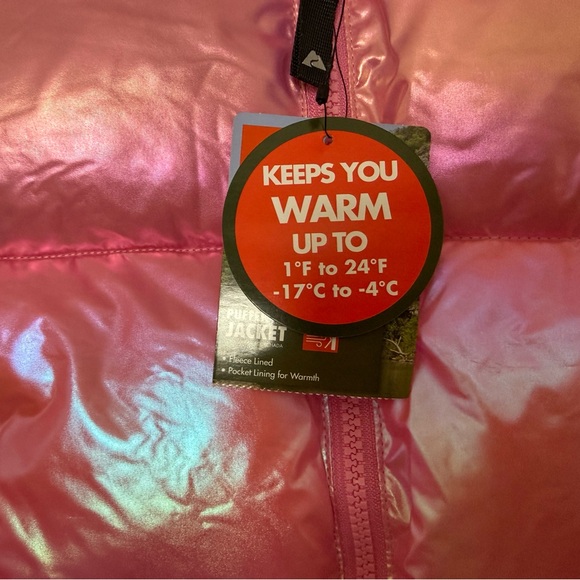 KEEPS YOU
WARM
UP TO
1°F to 24°F
-17°C to -4°C
JACKET
• Fleece Lined
• Pocket Lining for Warmth